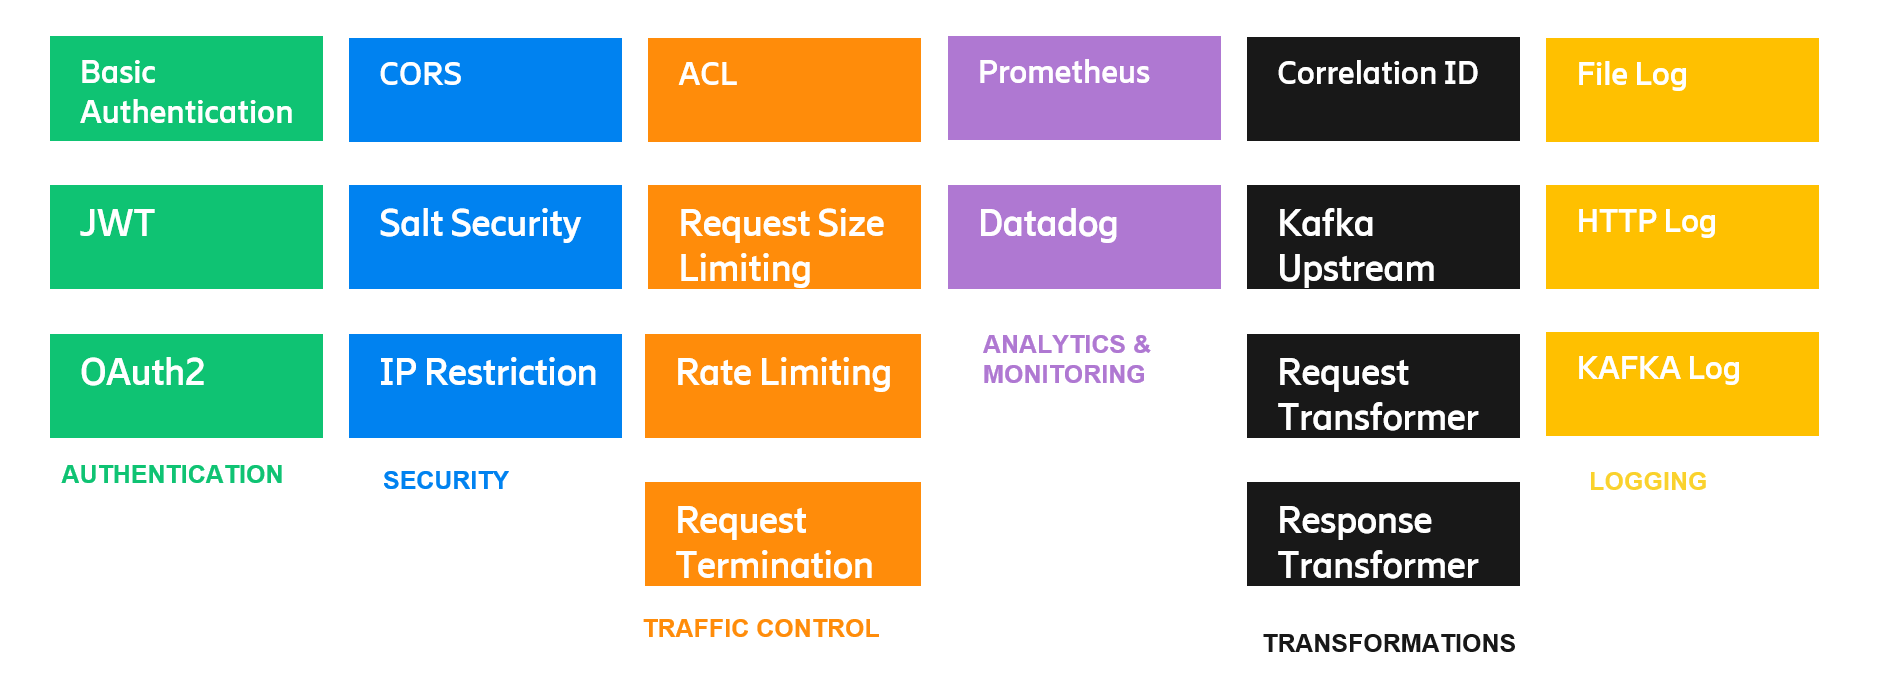 Basic
Authentication
JWT
OAuth2
AUTHENTICATION
CORS
Salt Security
IP Restriction
SECURITY
ACL
Request Size
Limiting
Rate Limiting
Request
Termination
TRAFFIC CONTROL
Prometheus
Datadog
ANALYTICS &
MONITORING
Correlation ID
Kafka
Upstream
Request
Transformer
Response
Transformer
TRANSFORMATIONS
File Log
HTTP Log
KAFKA Log
LOGGING